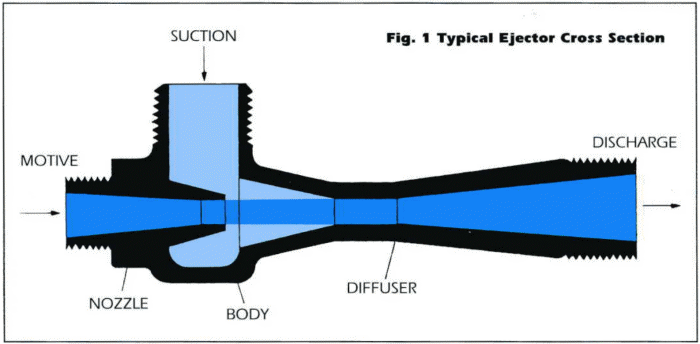 SUCTION
Fig. 1 Typical Ejector Cross Section
MOTIVE
DISCHARGE
NOZZLE
BODY
DIFFUSER